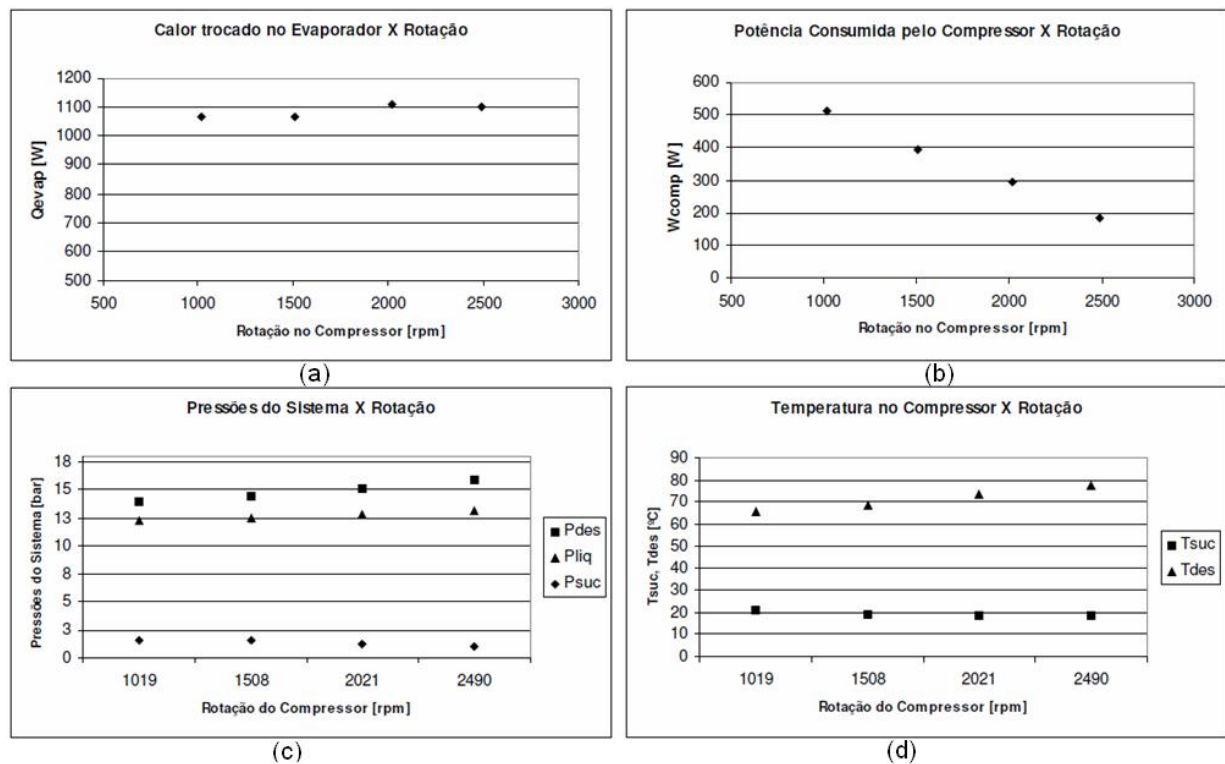 Calor trocado no Evaporador X Rotação
Qevap [W]
1200
1100
1000
900
800
700
600
500
500 1000 1500 2000 2500 3000
Rotação no Compressor [rpm]
(a)
Potência Consumida pelo Compressor X Rotação
Wcomp [W]
600
500
400
300
200
100
0
500 1000 1500 2000 2500 3000
Rotação no Compressor [rpm]
(b)
Pressões do Sistema X Rotação
Pressões do Sistema [bar]
18
15
13
10
8
5
3
0
1019 1508 2021 2490
Rotação do Compressor [rpm]
Pdes
Pliq
Psuc
(c)
Temperatura no Compressor X Rotação
Tsuc, Tdes [ºC]
90
80
70
60
50
40
30
20
10
0
1019 1508 2021 2490
Rotação do Compressor [rpm]
Tsuc
Tdes
(d)